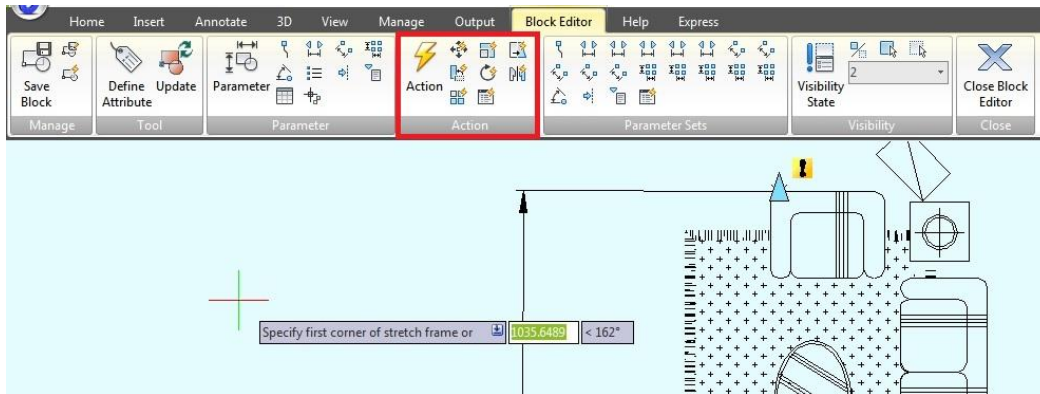 Home Insert Annotate 3D View Manage Output Block Editor Help Express
Save Block
Define Attribute
Update
Parameter
Action
2
Visibility State
Close Block Editor
Manage Tool Parameter Action Parameter Sets Visibility Close
Specify first corner of stretch frame or 1035.6489 < 162°